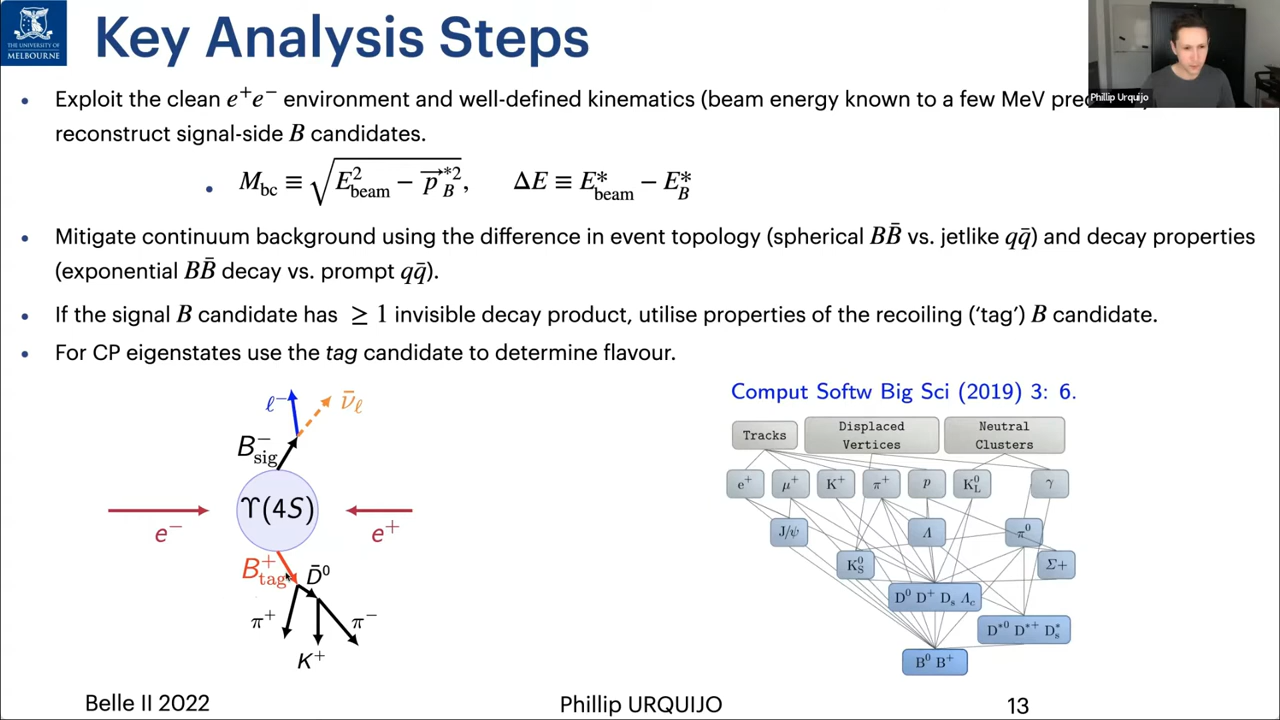 THE UNIVERSITY OF
MELBOURNE
Key Analysis Steps
Phillip Urquijo
• Exploit the clean e⁺e⁻ environment and well-defined kinematics (beam energy known to a few MeV
reconstruct signal-side B candidates.
• M_bc ≡ √(E²_beam − p⃗*²_B), ΔE ≡ E*_beam − E*_B
• Mitigate continuum background using the difference in event topology (spherical BB̄ vs. jetlike qq̄) and decay properties
(exponential BB̄ decay vs. prompt qq̄).
• If the signal B candidate has ≥ 1 invisible decay product, utilise properties of the recoiling ('tag') B candidate.
• For CP eigenstates use the tag candidate to determine flavour.
ℓ⁻ ν̄_ℓ
B⁻_sig
ϒ(4S)
e⁻ e⁺
B⁺_tag D̄⁰
π⁺ π⁻
K⁺
Comput Softw Big Sci (2019) 3: 6.
Tracks Displaced Vertices Neutral Clusters
e⁺ μ⁺ K⁺ π⁺ p K⁰_L γ
J/ψ Λ π⁰
K⁰_S Σ+
D⁰ D⁺ D_s Λ_c
D*⁰ D*⁺ D*_s
B⁰ B⁺
Belle II 2022 Phillip URQUIJO 13